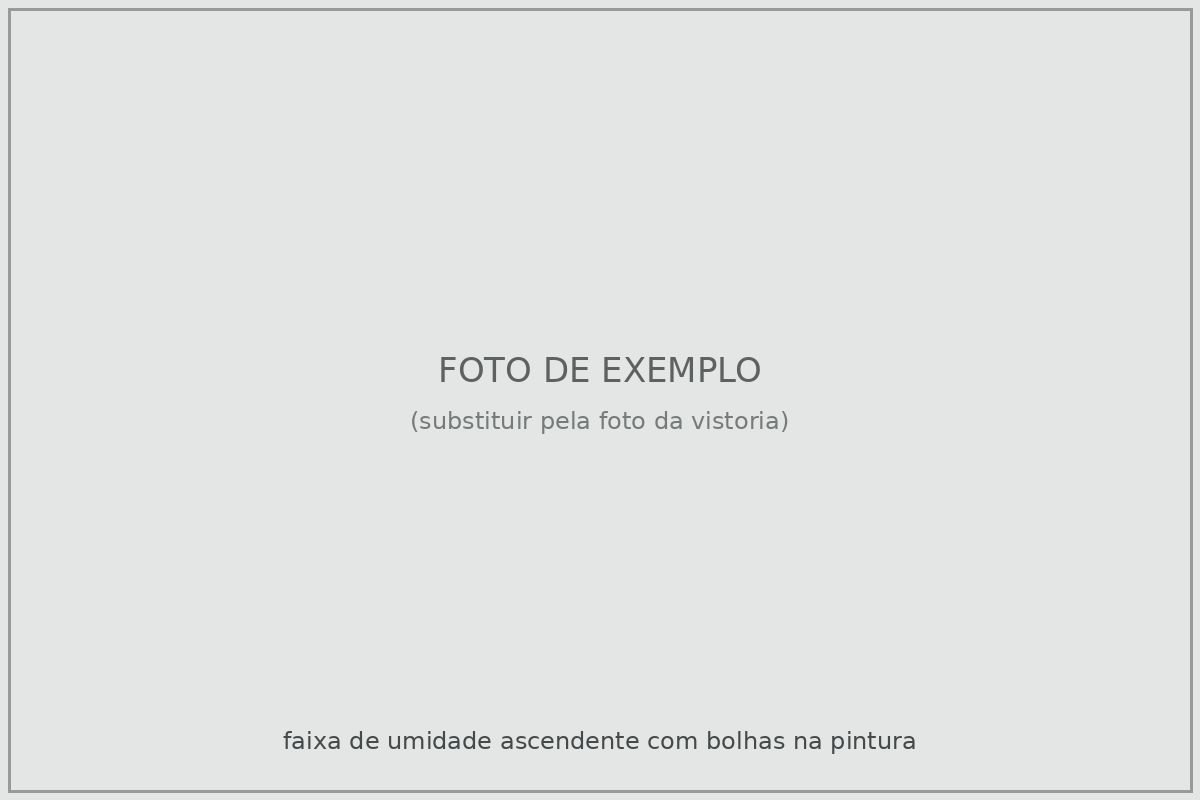 FOTO DE EXEMPLO
(substituir pela foto da vistoria)
faixa de umidade ascendente com bolhas na pintura